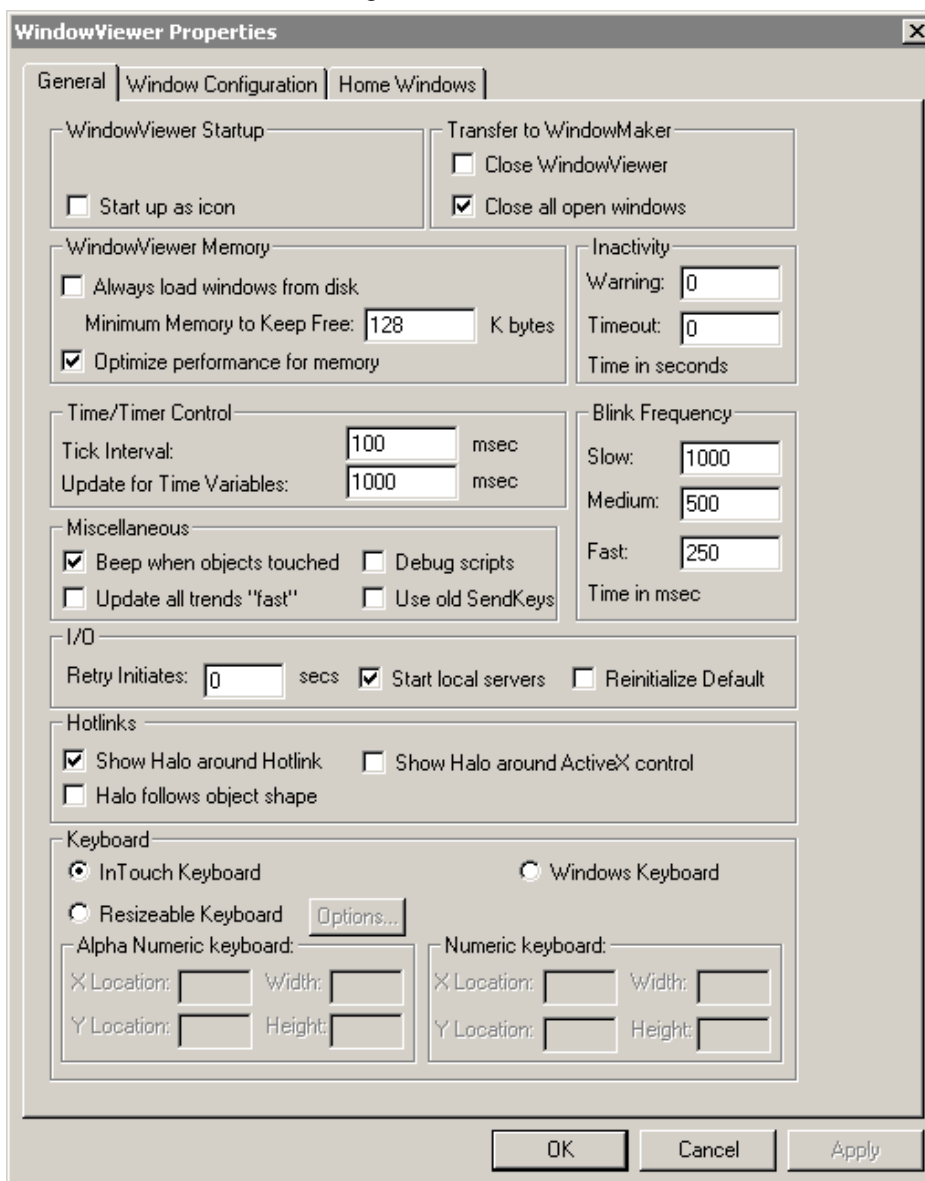 WindowViewer Properties
General Window Configuration Home Windows
WindowViewer Startup
Start up as icon
Transfer to WindowMaker
Close WindowViewer
Close all open windows
WindowViewer Memory
Always load windows from disk
Minimum Memory to Keep Free: 128 K bytes
Optimize performance for memory
Inactivity
Warning: 0
Timeout: 0
Time in seconds
Time/Timer Control
Tick Interval: 100 msec
Update for Time Variables: 1000 msec
Blink Frequency
Slow: 1000
Medium: 500
Fast: 250
Time in msec
Miscellaneous
Beep when objects touched Debug scripts
Update all trends "fast" Use old SendKeys
I/O
Retry Initiates: 0 secs Start local servers Reinitialize Default
Hotlinks
Show Halo around Hotlink Show Halo around ActiveX control
Halo follows object shape
Keyboard
InTouch Keyboard Windows Keyboard
Resizeable Keyboard Options...
Alpha Numeric keyboard:
X Location: Width:
Y Location: Height:
Numeric keyboard:
X Location: Width:
Y Location: Height:
OK Cancel Apply